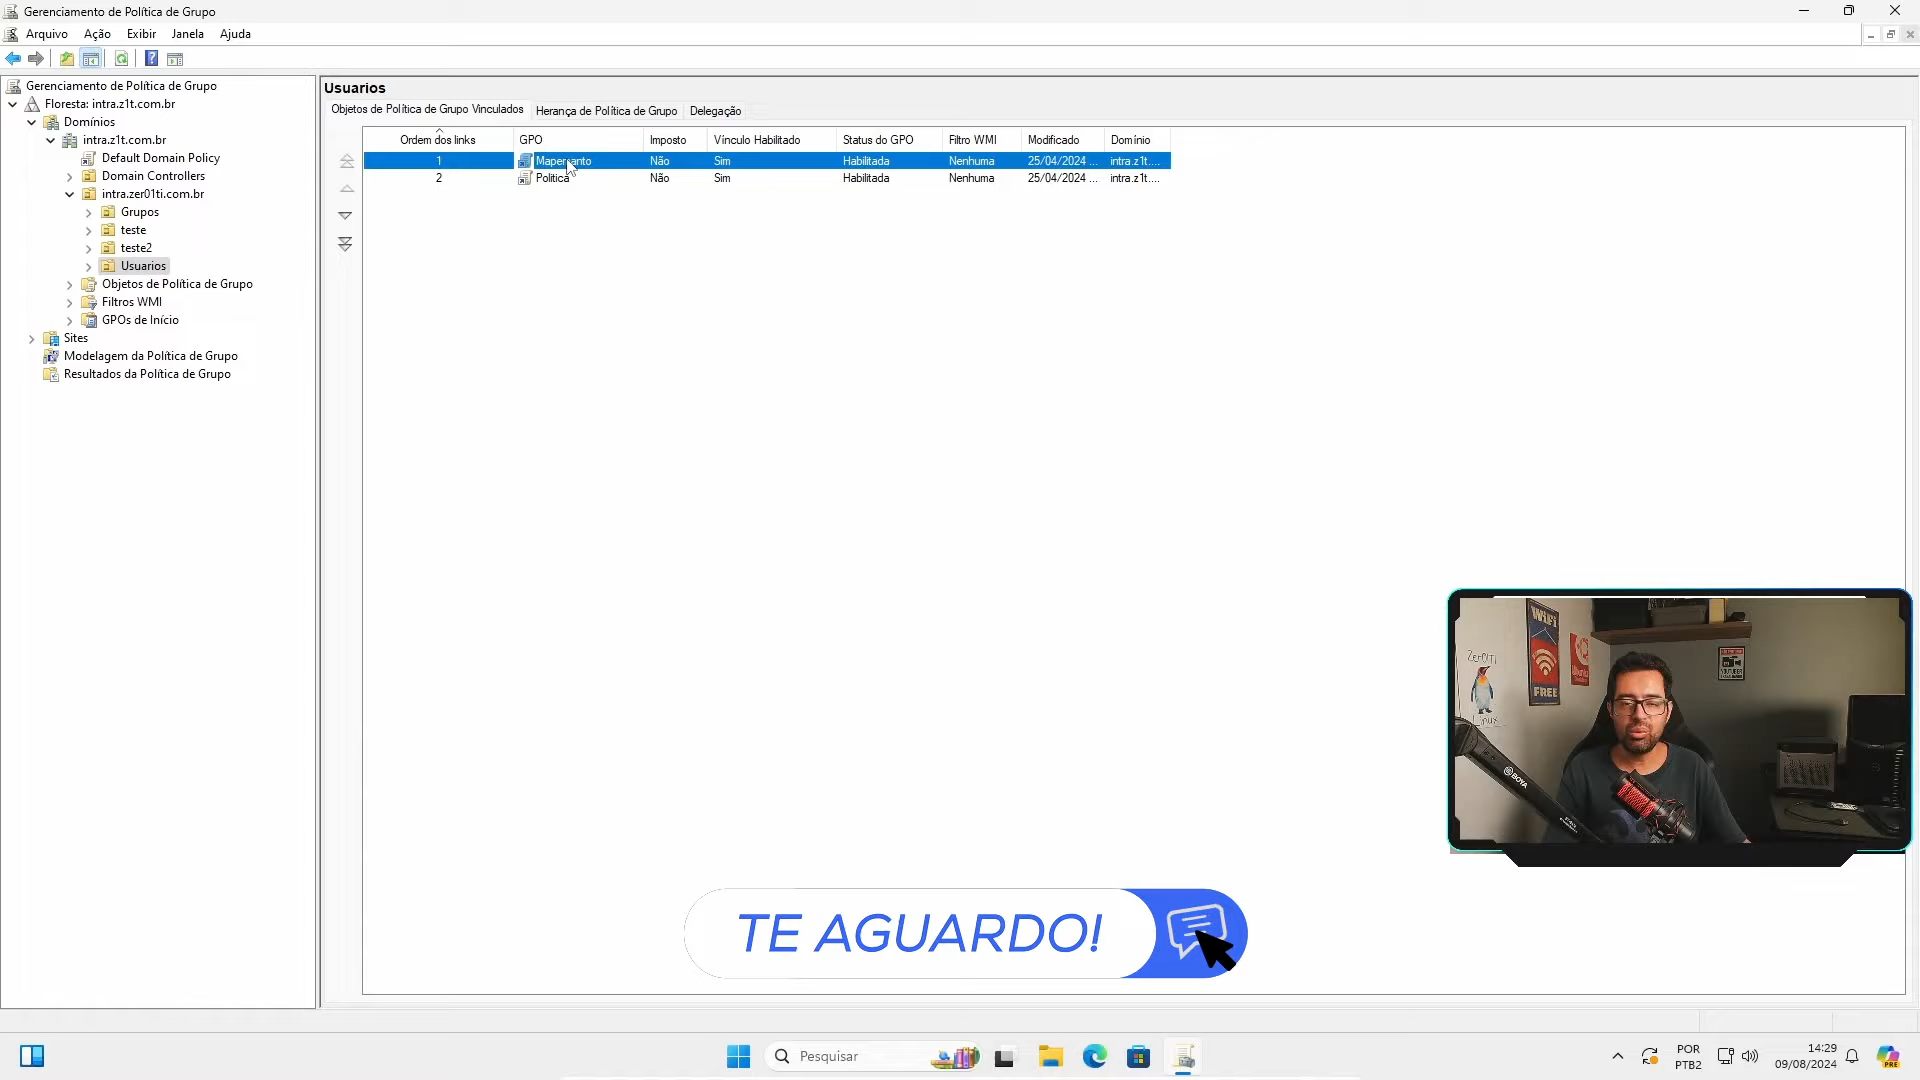 Gerenciamento de Política de Grupo
Arquivo Ação Exibir Janela Ajuda
Gerenciamento de Política de Grupo
Floresta: intra.z1t.com.br
Domínios
intra.z1t.com.br
Default Domain Policy
Domain Controllers
intra.zer01ti.com.br
Grupos
teste
teste2
Usuarios
Objetos de Política de Grupo
Filtros WMI
GPOs de Início
Sites
Modelagem da Política de Grupo
Resultados da Política de Grupo
Usuarios
Objetos de Política de Grupo Vinculados Herança de Política de Grupo Delegação
Ordem dos links GPO Imposto Vínculo Habilitado Status do GPO Filtro WMI Modificado Domínio
1 Não Sim Habilitada Nenhuma 25/04/2024 ... intra.z1t....
2 Politica Não Sim Habilitada Nenhuma 25/04/2024 ... intra.z1t....
WiFi
FREE
Zer01Ti
Linux
BOYA
TE AGUARDO!
Pesquisar
POR
PTB2
14:29
09/08/2024
PRE